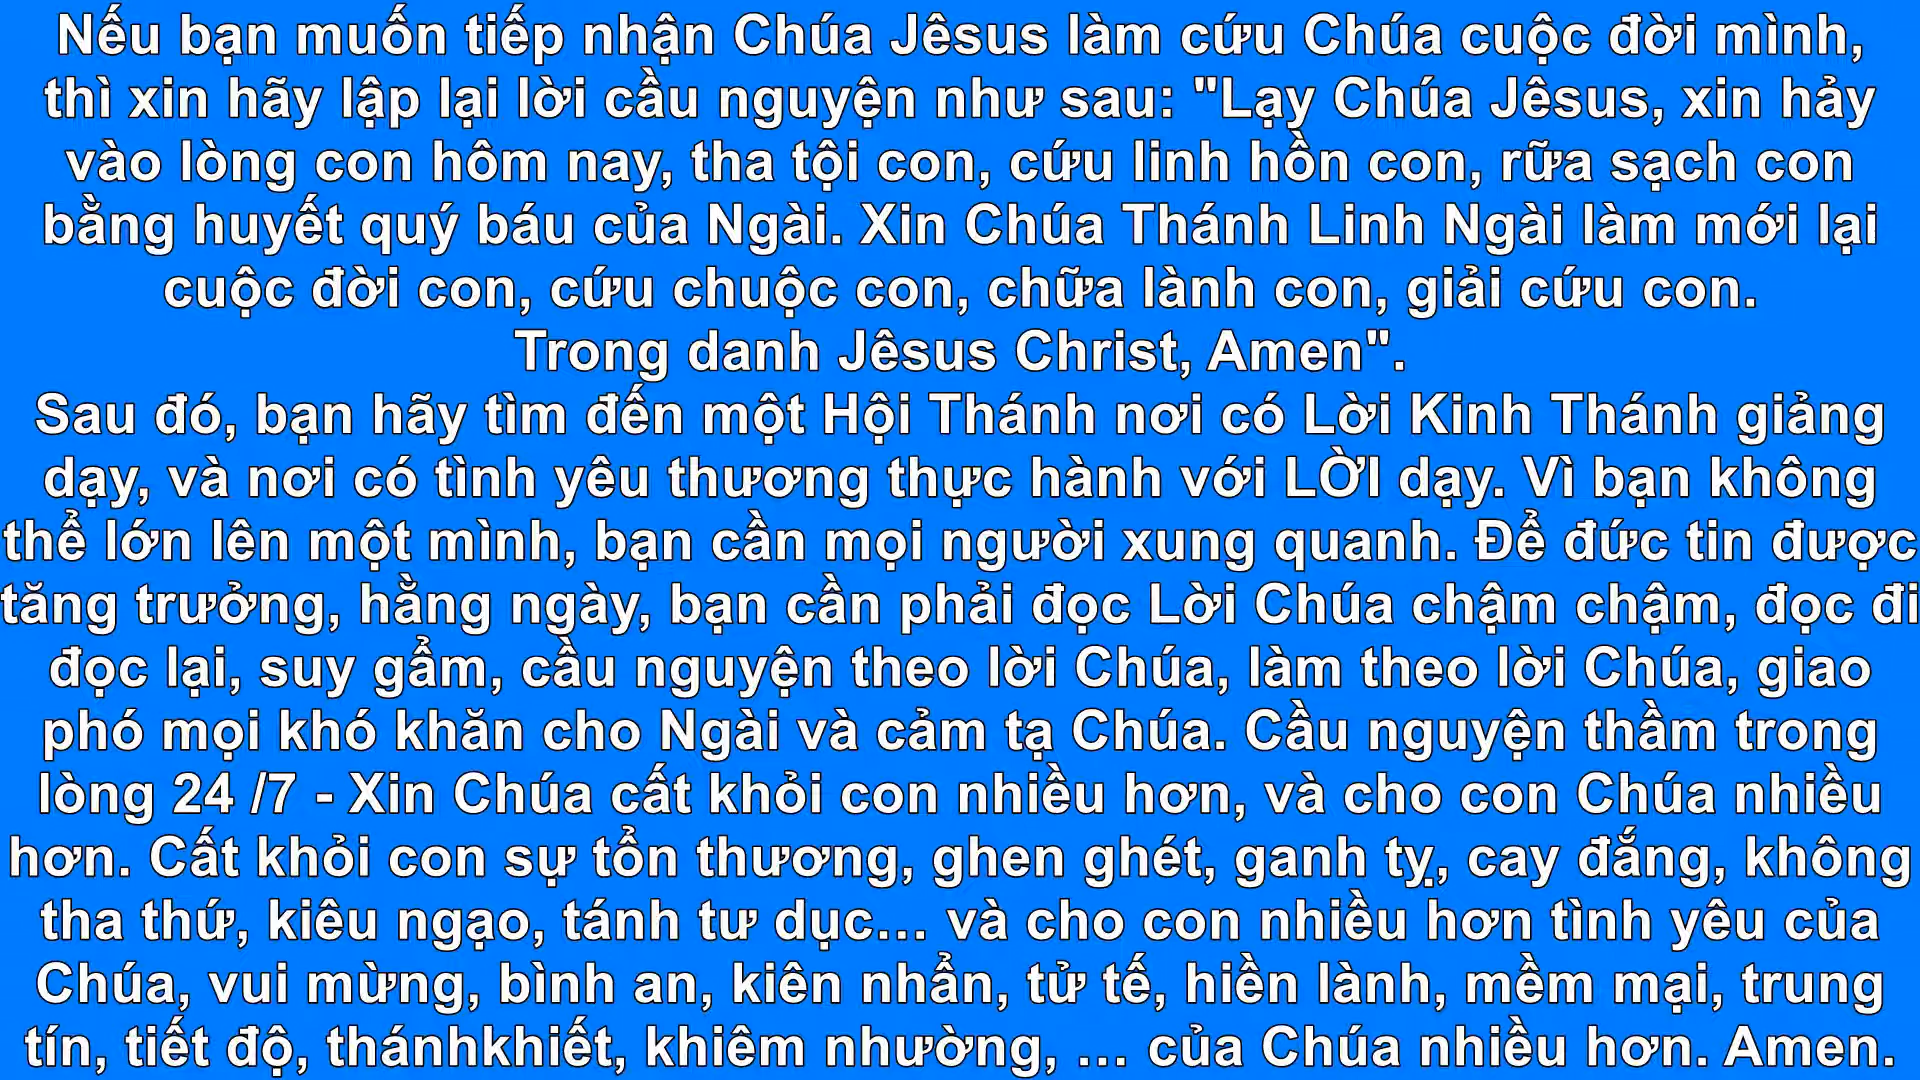 Nếu bạn muốn tiếp nhận Chúa Jêsus làm cứu Chúa cuộc đời mình,
thì xin hãy lập lại lời cầu nguyện như sau: "Lạy Chúa Jêsus, xin hảy
vào lòng con hôm nay, tha tội con, cứu linh hồn con, rữa sạch con
bằng huyết quý báu của Ngài. Xin Chúa Thánh Linh Ngài làm mới lại
cuộc đời con, cứu chuộc con, chữa lành con, giải cứu con.
Trong danh Jêsus Christ, Amen".
Sau đó, bạn hãy tìm đến một Hội Thánh nơi có Lời Kinh Thánh giảng
dạy, và nơi có tình yêu thương thực hành với LỜI dạy. Vì bạn không
thể lớn lên một mình, bạn cần mọi người xung quanh. Để đức tin được
tăng trưởng, hằng ngày, bạn cần phải đọc Lời Chúa chậm chậm, đọc đi
đọc lại, suy gẩm, cầu nguyện theo lời Chúa, làm theo lời Chúa, giao
phó mọi khó khăn cho Ngài và cảm tạ Chúa. Cầu nguyện thầm trong
lòng 24 /7 - Xin Chúa cất khỏi con nhiều hơn, và cho con Chúa nhiều
hơn. Cất khỏi con sự tổn thương, ghen ghét, ganh tỵ, cay đắng, không
tha thứ, kiêu ngạo, tánh tư dục… và cho con nhiều hơn tình yêu của
Chúa, vui mừng, bình an, kiên nhẩn, tử tế, hiền lành, mềm mại, trung
tín, tiết độ, thánhkhiết, khiêm nhường, … của Chúa nhiều hơn. Amen.